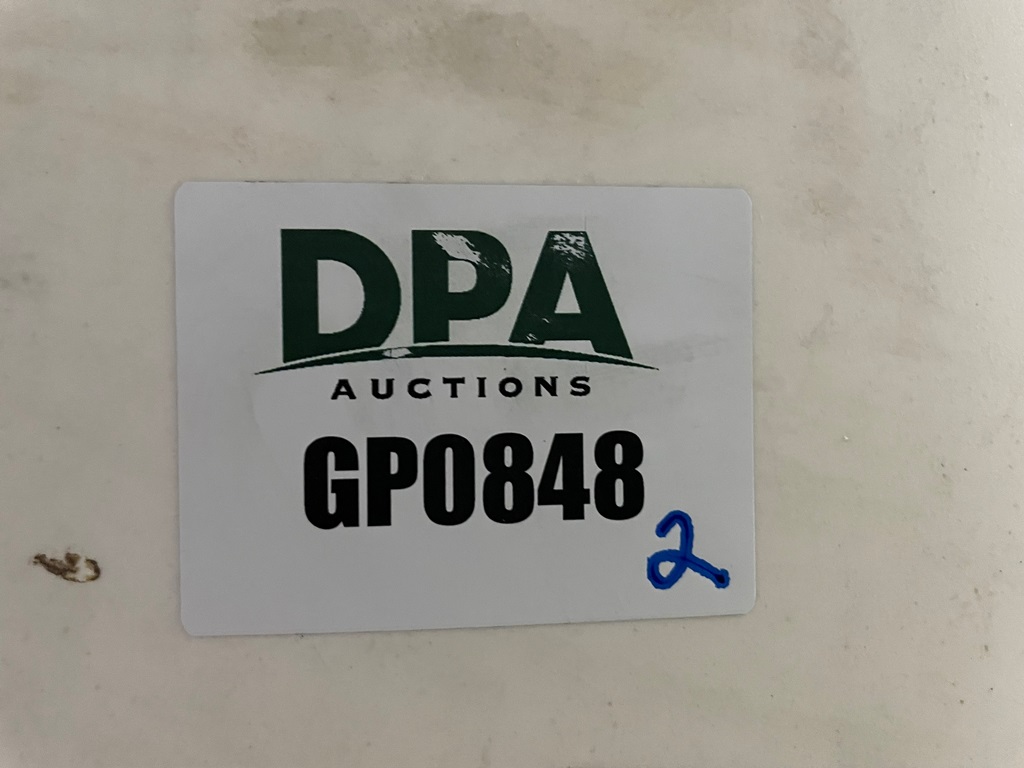 DPA
AUCTIONS
GP0848
2